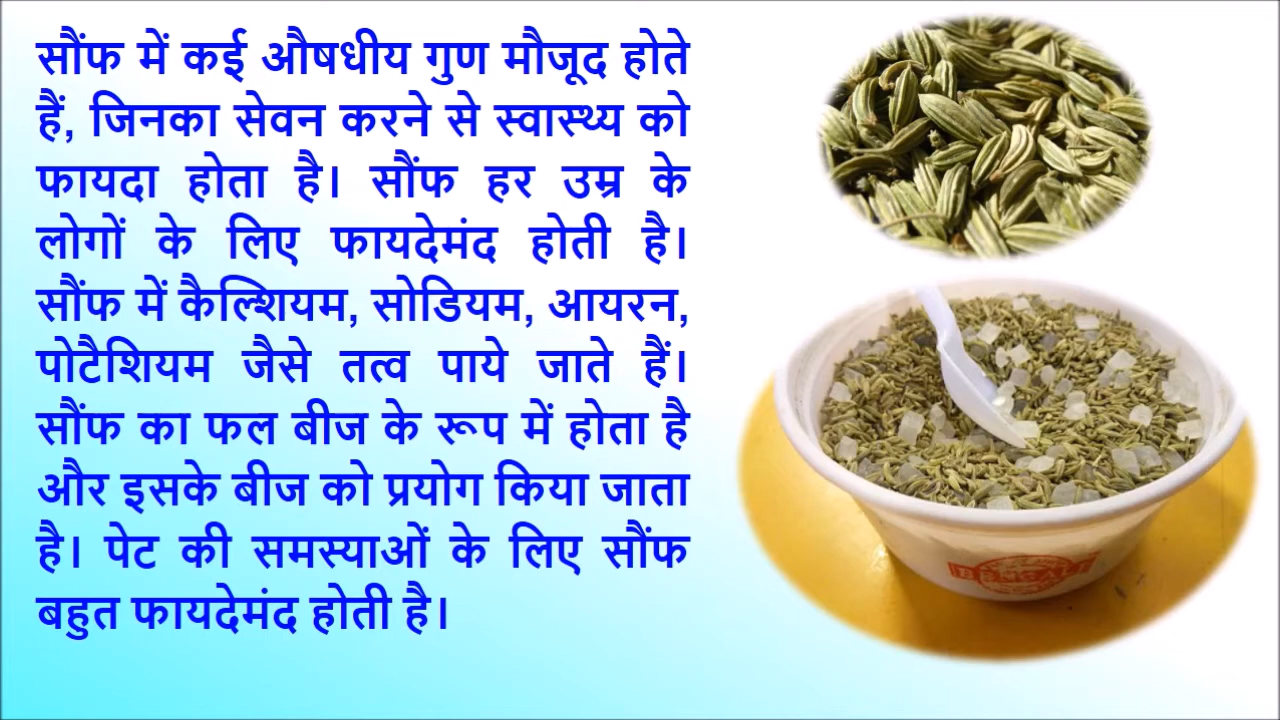 सौंफ में कई औषधीय गुण मौजूद होते
हैं, जिनका सेवन करने से स्वास्थ्य को
फायदा होता है। सौंफ हर उम्र के
लोगों के लिए फायदेमंद होती है।
सौंफ में कैल्शियम, सोडियम, आयरन,
पोटैशियम जैसे तत्व पाये जाते हैं।
सौंफ का फल बीज के रूप में होता है
और इसके बीज को प्रयोग किया जाता
है। पेट की समस्याओं के लिए सौंफ
बहुत फायदेमंद होती है।